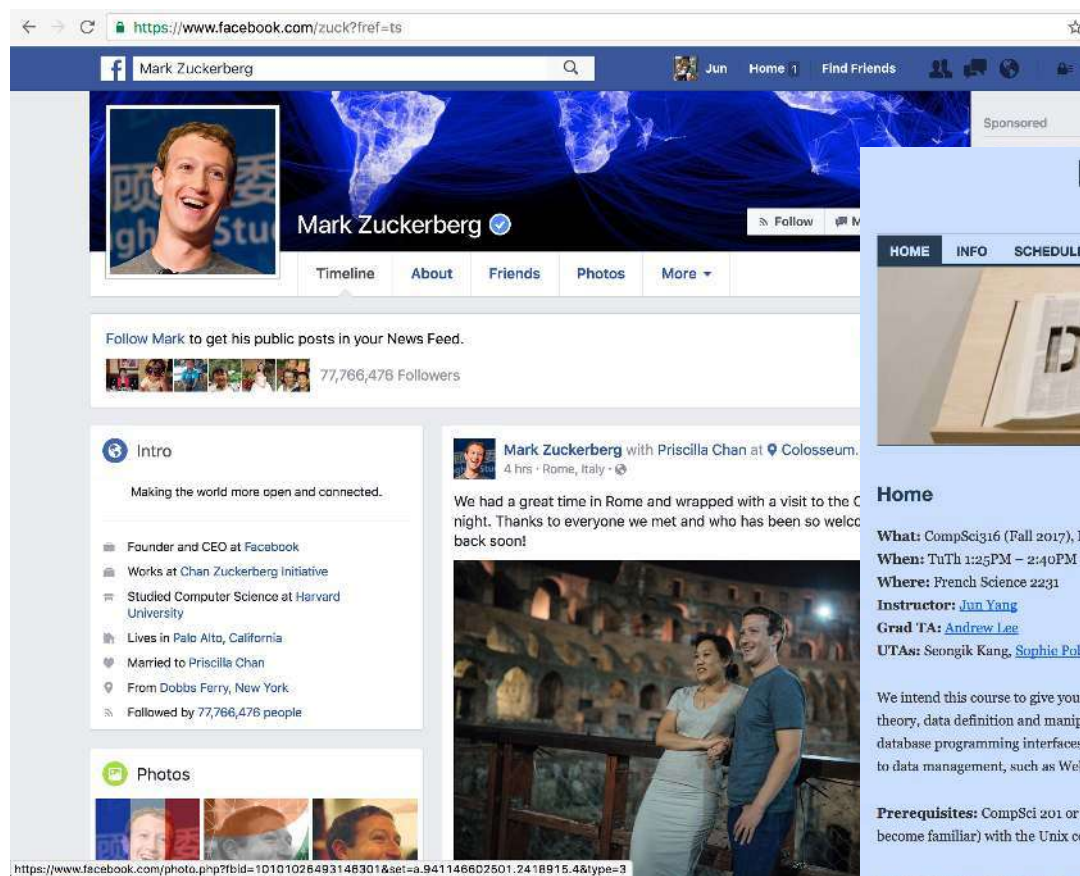 https://www.facebook.com/zuck?fref=ts
f Mark Zuckerberg Jun Home 1 Find Friends
Sponsored
顾 委
Stu
Mark Zuckerberg
Follow
Timeline About Friends Photos More
Follow Mark to get his public posts in your News Feed.
77,766,476 Followers
Intro
Making the world more open and connected.
Founder and CEO at Facebook
Works at Chan Zuckerberg Initiative
Studied Computer Science at Harvard
University
Lives in Palo Alto, California
Married to Priscilla Chan
From Dobbs Ferry, New York
Followed by 77,766,476 people
Photos
Mark Zuckerberg with Priscilla Chan at Colosseum.
4 hrs · Rome, Italy ·
We had a great time in Rome and wrapped with a visit to the C
night. Thanks to everyone we met and who has been so welco
back soon!
HOME INFO SCHEDULE
D
Home
What: CompSci316 (Fall 2017),
When: TuTh 1:25PM – 2:40PM
Where: French Science 2231
Instructor: Jun Yang
Grad TA: Andrew Lee
UTAs: Seongik Kang, Sophie Pol
We intend this course to give you
theory, data definition and manip
database programming interfaces
to data management, such as Wel
Prerequisites: CompSci 201 or
become familiar) with the Unix co
https://www.facebook.com/photo.php?fbid=10101026493146301&set=a.941146602501.2418915.4&type=3